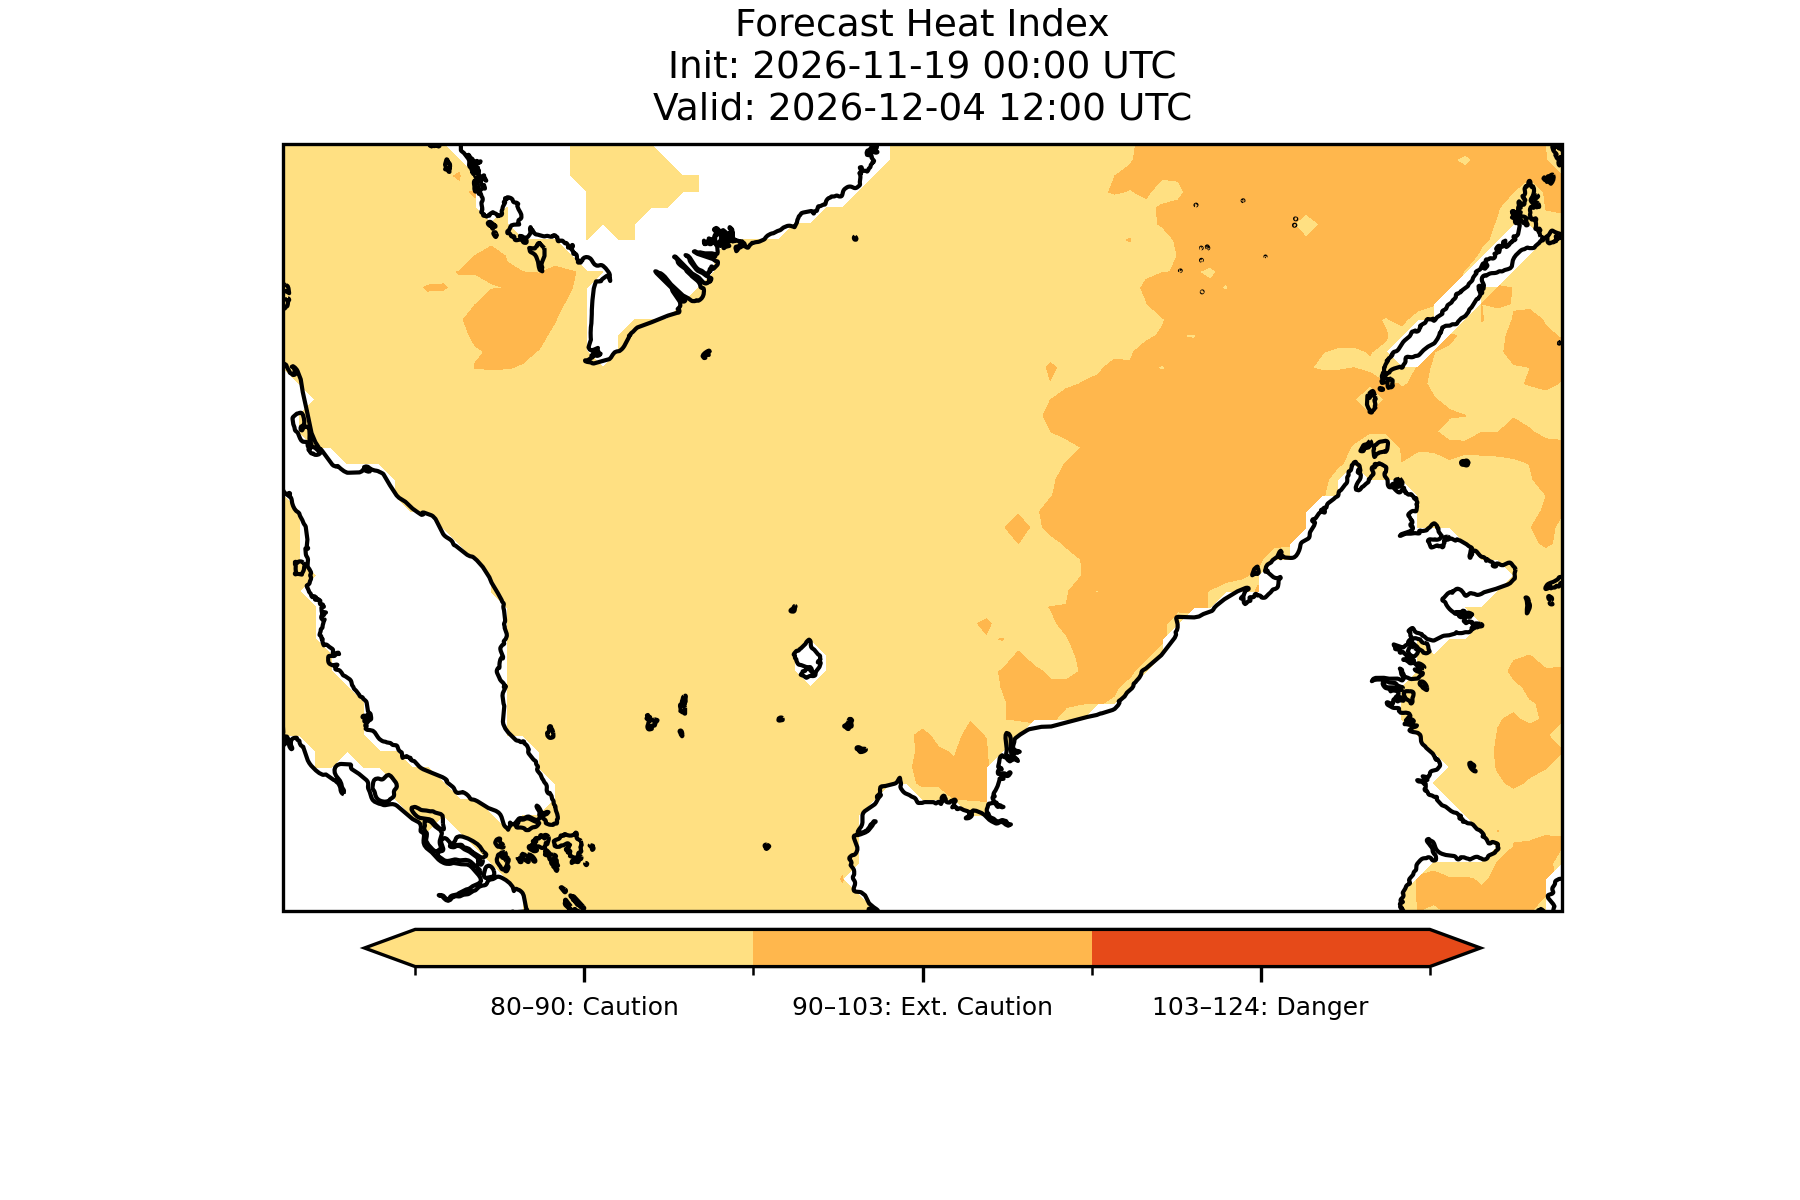 Forecast Heat Index
Init: 2026-11-19 00:00 UTC
Valid: 2026-12-04 12:00 UTC
80–90: Caution
90–103: Ext. Caution
103–124: Danger